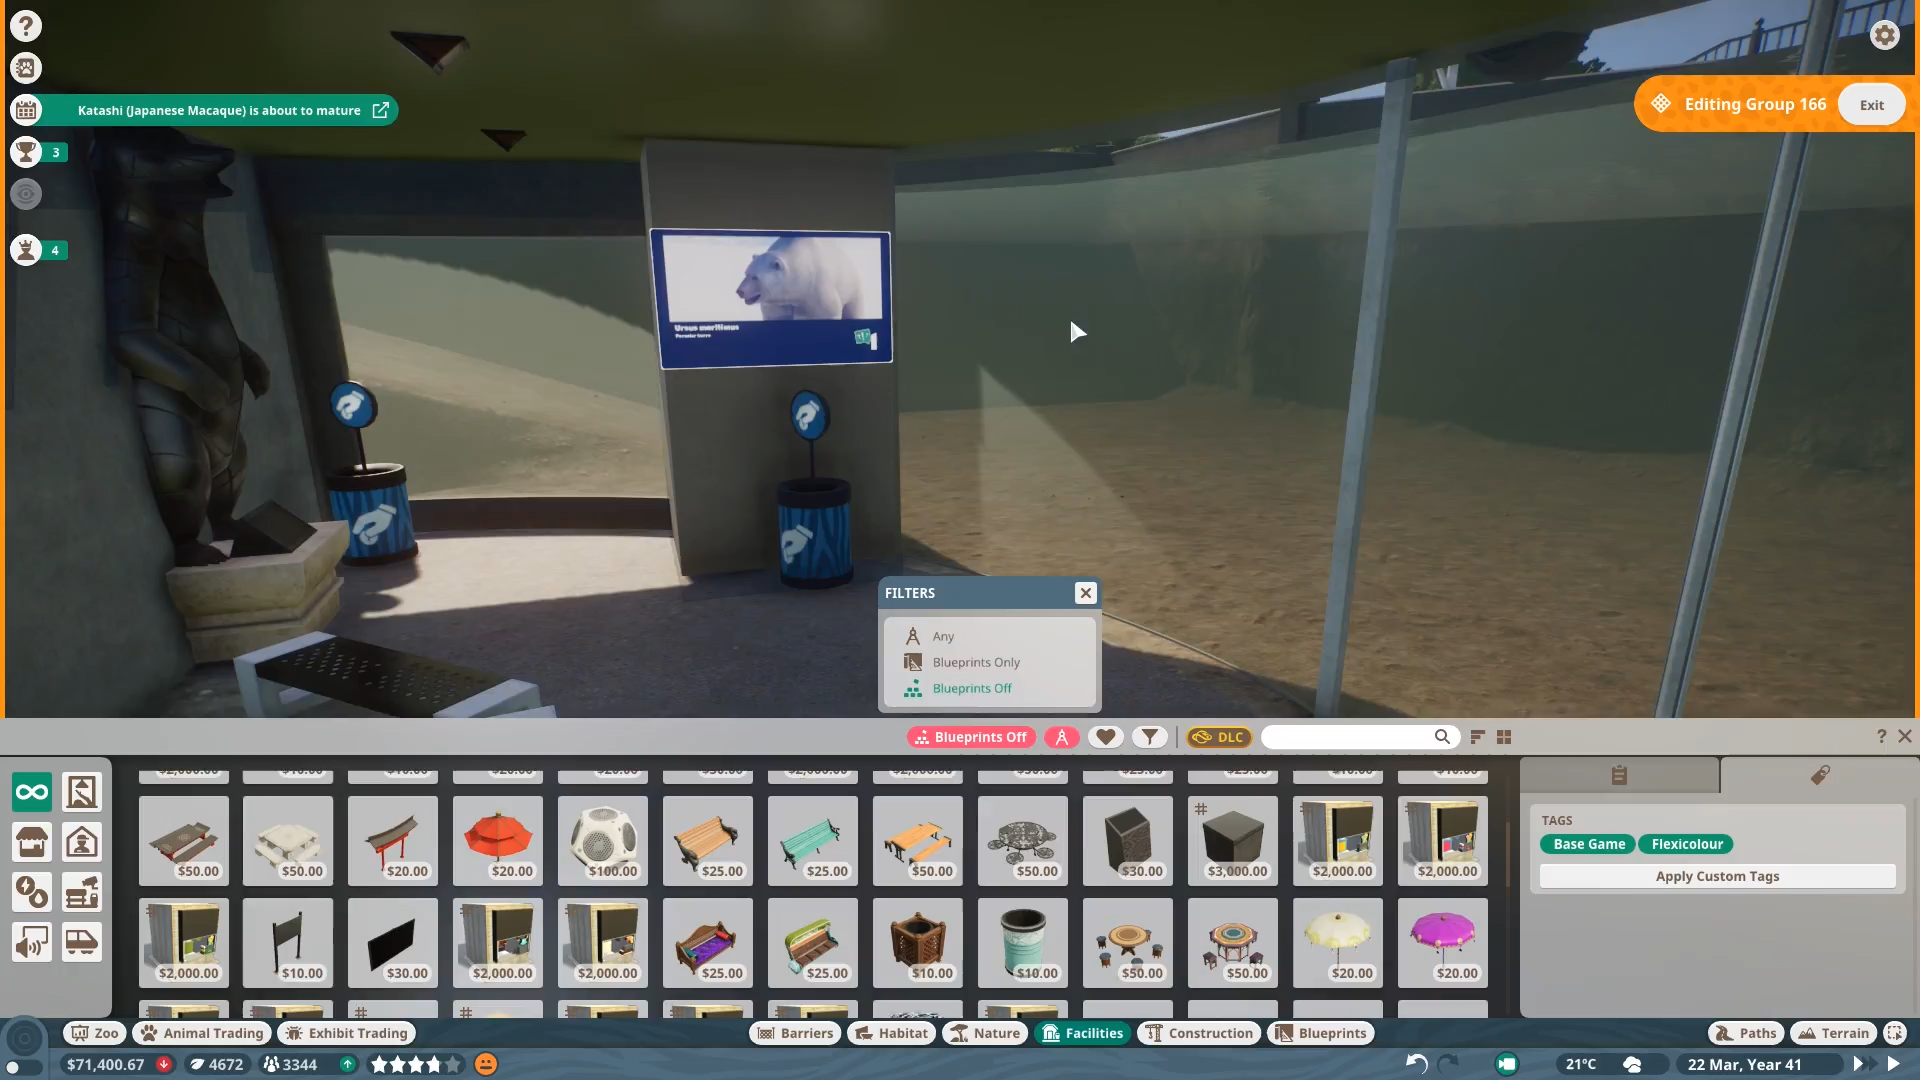 ?
Katashi (Japanese Macaque) is about to mature
3
4
Editing Group 166
Exit
Ursus maritimus
1
FILTERS
Any
Blueprints Only
Blueprints Off
Blueprints Off
DLC
?
$50.00
$50.00
$20.00
$20.00
$100.00
$25.00
$25.00
$50.00
$50.00
$30.00
$3,000.00
$2,000.00
$2,000.00
$2,000.00
$10.00
$30.00
$2,000.00
$2,000.00
$25.00
$25.00
$10.00
$10.00
$50.00
$50.00
$20.00
$20.00
TAGS
Base Game
Flexicolour
Apply Custom Tags
Zoo
Animal Trading
Exhibit Trading
Barriers
Habitat
Nature
Facilities
Construction
Blueprints
Paths
Terrain
$71,400.67
4672
3344
21°C
22 Mar, Year 41